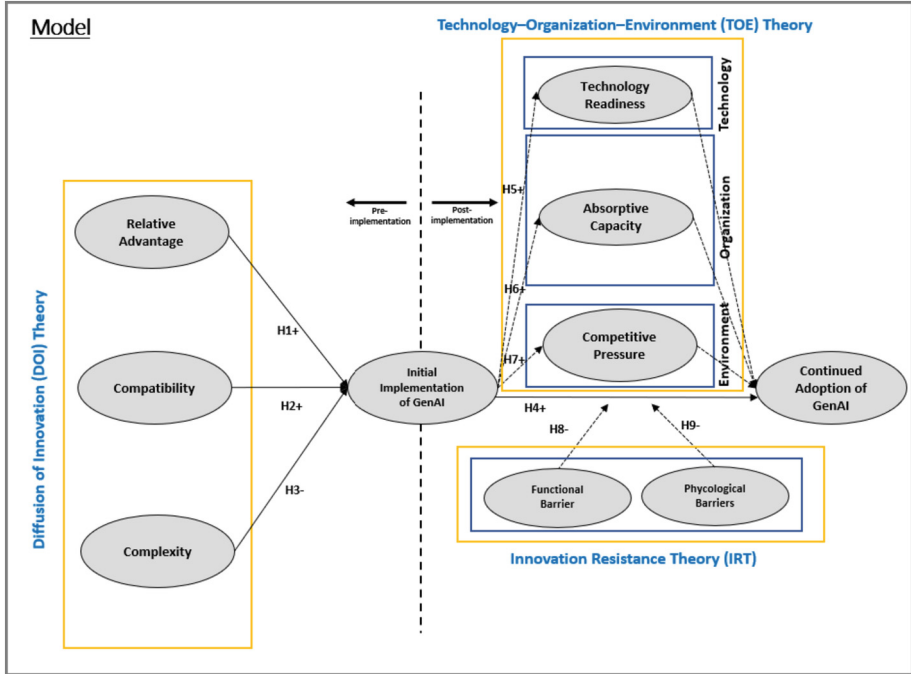 Model
Technology–Organization–Environment (TOE) Theory
Technology
Readiness
Technology
Pre-
implementation
Post-
implementation
H5+
Absorptive
Capacity
Organization
Relative
Advantage
H6+
H1+
Diffusion of Innovation (DOI) Theory
Competitive
Pressure
Environment
H7+
Compatibility
H2+
Initial
Implementation
of GenAI
Continued
Adoption of
GenAI
H4+
H8-
H9-
H3-
Functional
Barrier
Phycological
Barriers
Complexity
Innovation Resistance Theory (IRT)